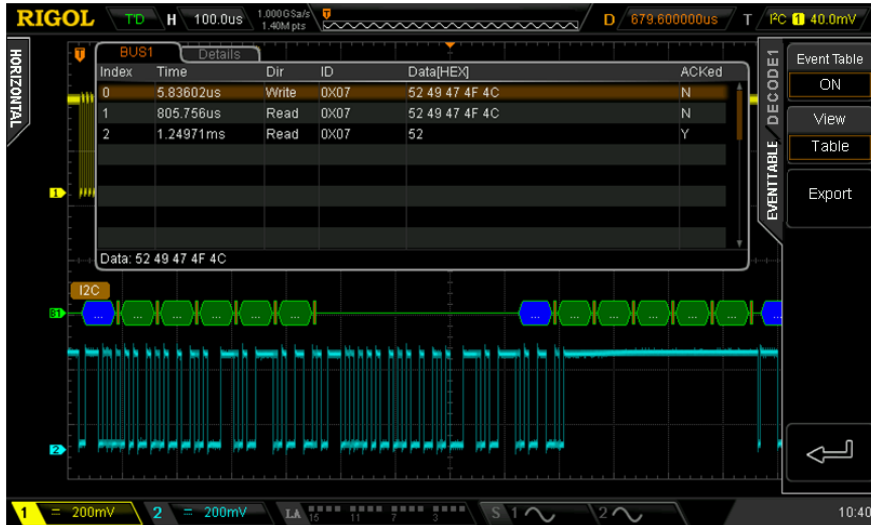 RIGOL T'D H 100.0us 1.000GSa/s 1.40Mpts D 679.600000us T I²C 1 40.0mV
HORIZONTAL
BUS1 Details
Index Time Dir ID Data[HEX] ACKed
0 5.83602us Write 0X07 52 49 47 4F 4C N
1 805.756us Read 0X07 52 49 47 4F 4C N
2 1.24971ms Read 0X07 52 Y
Data: 52 49 47 4F 4C
EVENTTABLE DECODE1
Event Table
ON
View
Table
Export
T
1
I2C
B1
... ... ... ... ... ... ... ... ... ... ... ... ...
2
1 = 200mV 2 = 200mV LA 15 11 7 3 S 1 2 10:40